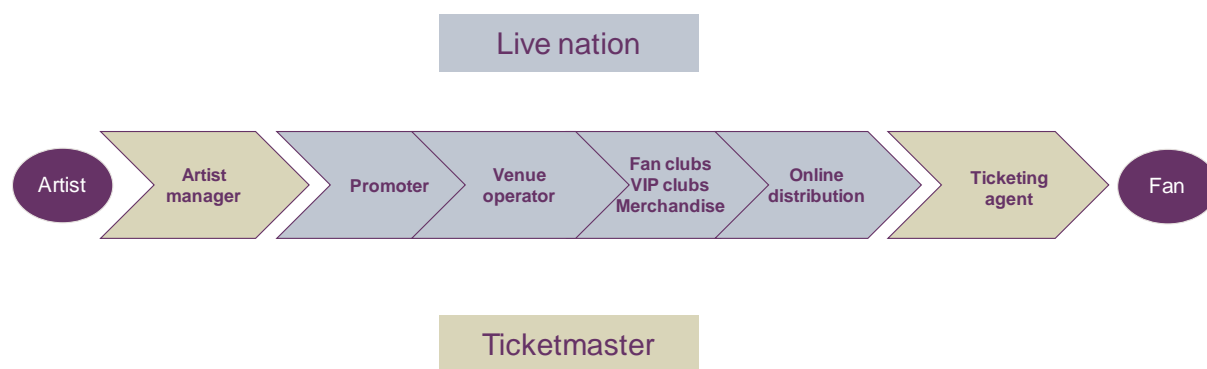 Live nation
Artist
Artist
manager
Promoter
Venue
operator
Fan clubs
VIP clubs
Merchandise
Online
distribution
Ticketing
agent
Fan
Ticketmaster